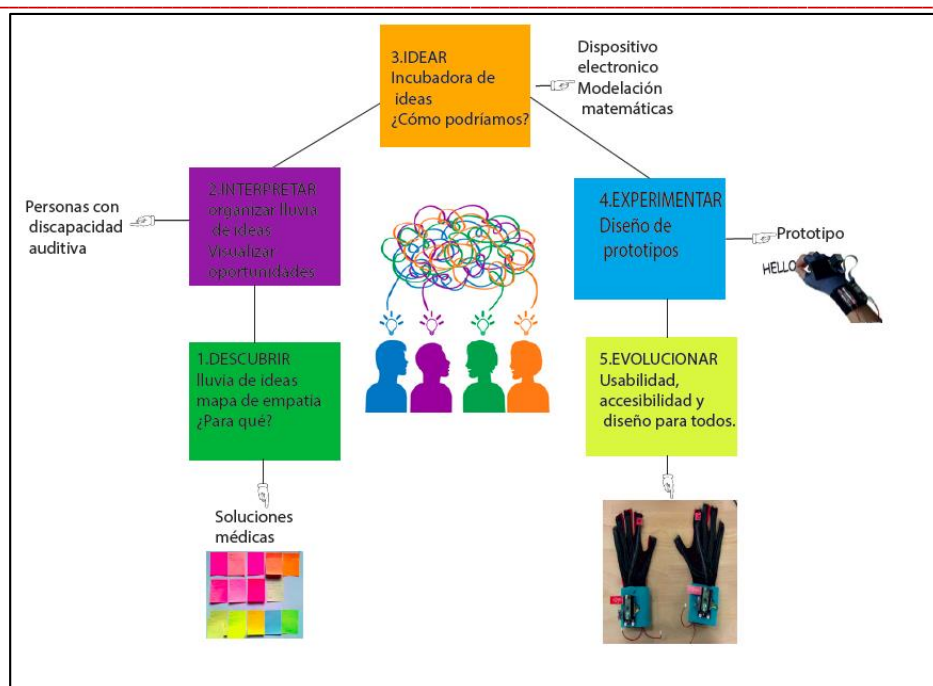 3.IDEAR
Incubadora de
ideas
¿Cómo podríamos?
Dispositivo
electronico
Modelación
matemáticas
2.INTERPRETAR
organizar lluvia
de ideas
Visualizar
oportunidades
Personas con
discapacidad
auditiva
4.EXPERIMENTAR
Diseño de
prototipos
Prototipo
HELLO
1.DESCUBRIR
lluvia de ideas
mapa de empatía
¿Para qué?
5.EVOLUCIONAR
Usabilidad,
accesibilidad y
diseño para todos.
Soluciones
médicas